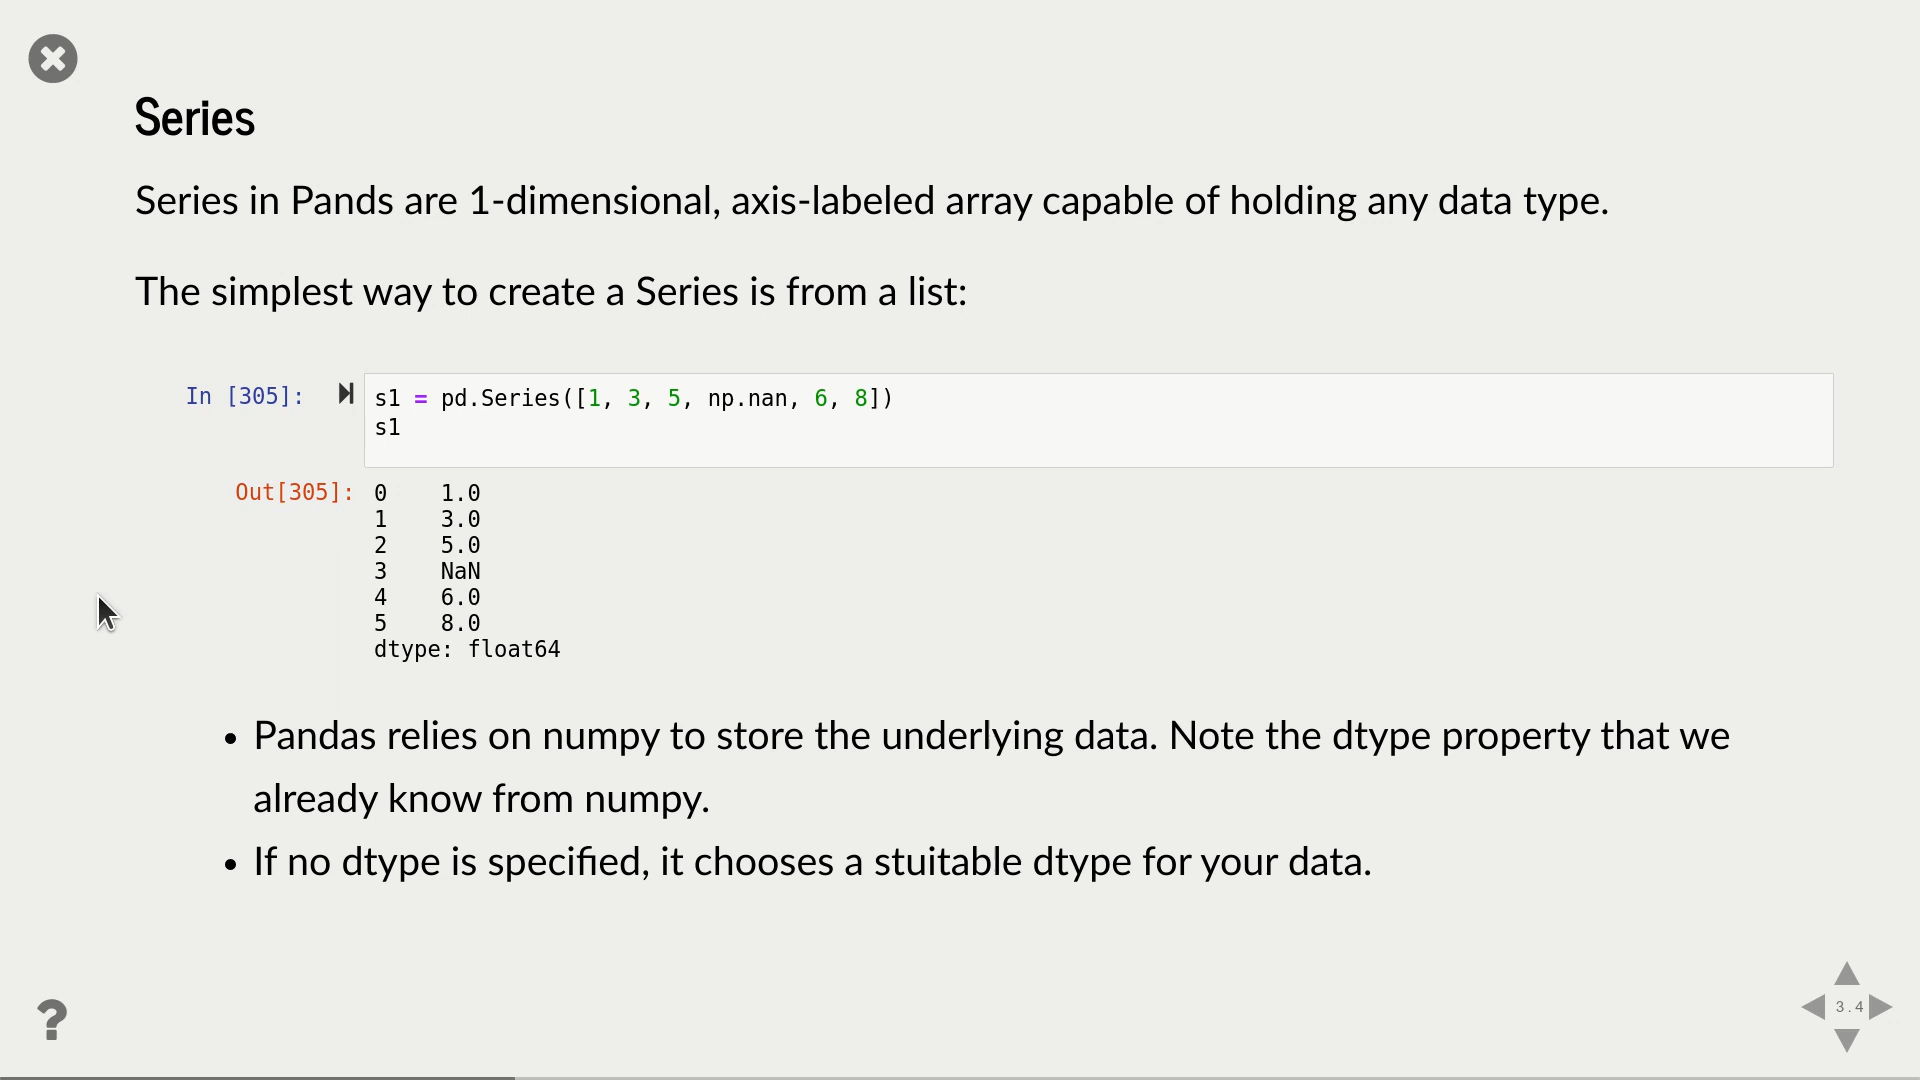 Series
Series in Pands are 1-dimensional, axis-labeled array capable of holding any data type.
The simplest way to create a Series is from a list:
In [305]: s1 = pd.Series([1, 3, 5, np.nan, 6, 8])
s1
Out[305]: 0    1.0
1    3.0
2    5.0
3    NaN
4    6.0
5    8.0
dtype: float64
• Pandas relies on numpy to store the underlying data. Note the dtype property that we
already know from numpy.
• If no dtype is specified, it chooses a stuitable dtype for your data.
?
3.4